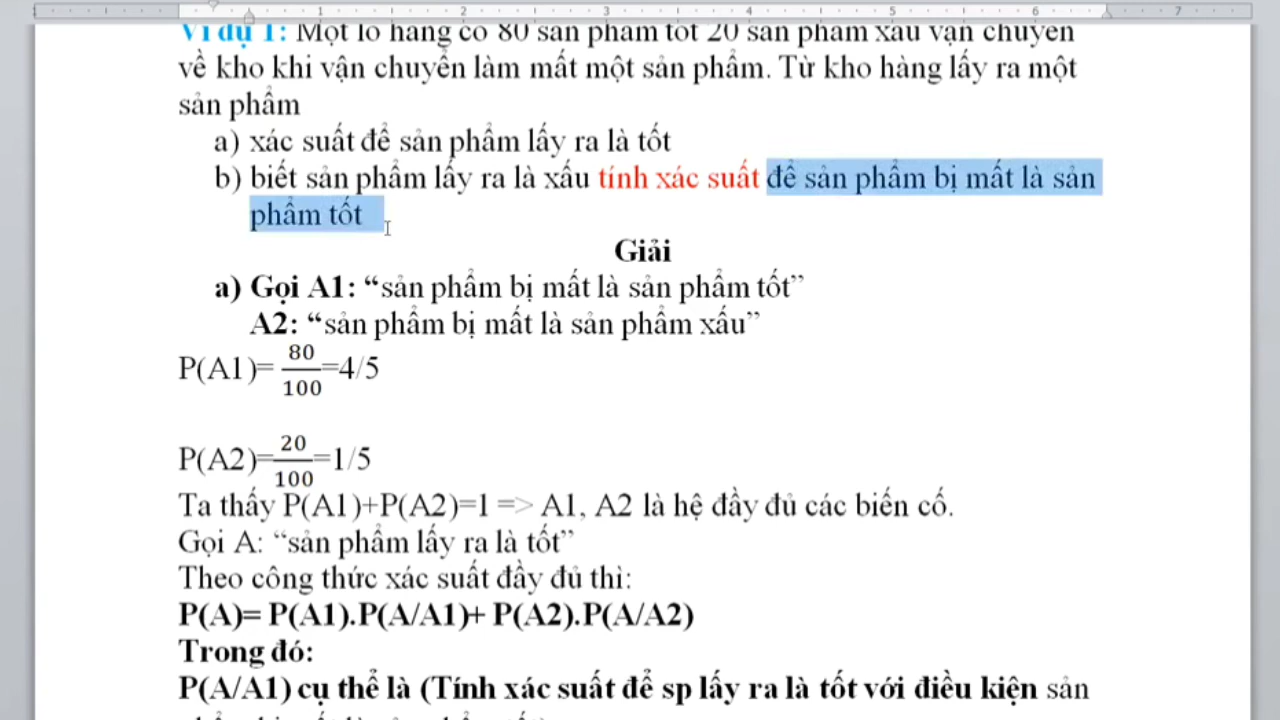 1 2 3 4 5 6 7
Ví dụ 1: Một lô hàng có 80 sản phẩm tốt 20 sản phẩm xấu vận chuyển
về kho khi vận chuyển làm mất một sản phẩm. Từ kho hàng lấy ra một
sản phẩm
a) xác suất để sản phẩm lấy ra là tốt
b) biết sản phẩm lấy ra là xấu tính xác suất để sản phẩm bị mất là sản
phẩm tốt
Giải
a) Gọi A1: “sản phẩm bị mất là sản phẩm tốt”
A2: “sản phẩm bị mất là sản phẩm xấu”
P(A1)= 80/100=4/5
P(A2)=20/100=1/5
Ta thấy P(A1)+P(A2)=1 => A1, A2 là hệ đầy đủ các biến cố.
Gọi A: “sản phẩm lấy ra là tốt”
Theo công thức xác suất đầy đủ thì:
P(A)= P(A1).P(A/A1)+ P(A2).P(A/A2)
Trong đó:
P(A/A1) cụ thể là (Tính xác suất để sp lấy ra là tốt với điều kiện sản